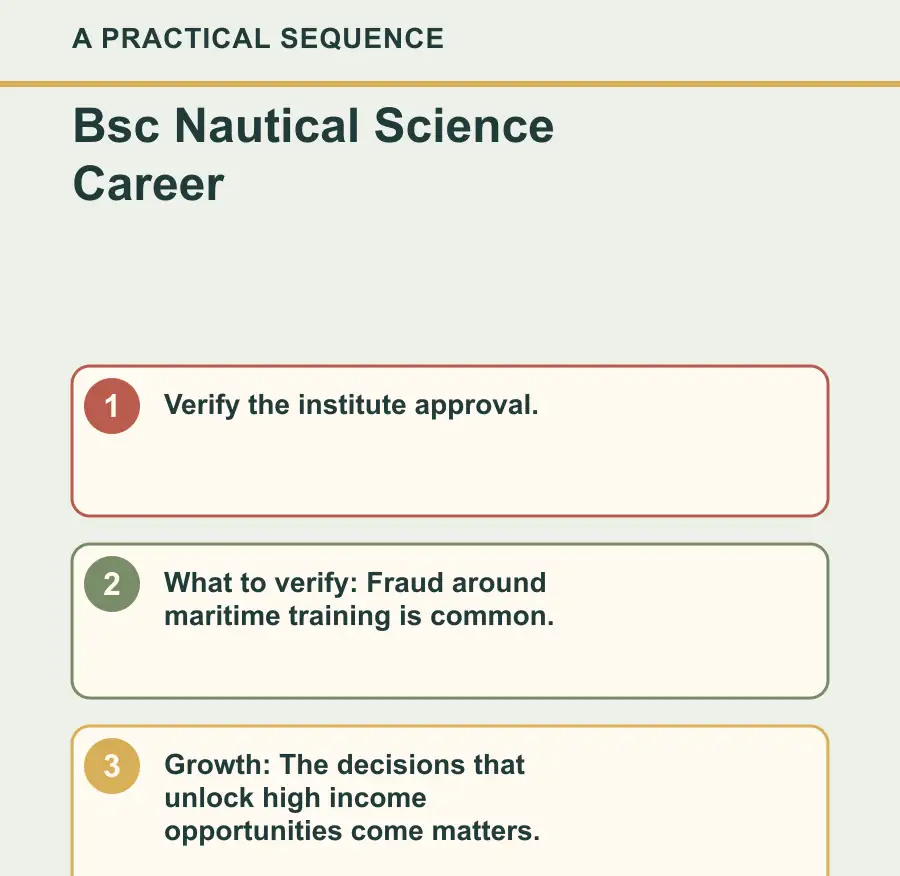 A PRACTICAL SEQUENCE
Bsc Nautical Science
Career
1
Verify the institute approval.
2
What to verify: Fraud around
maritime training is common.
3
Growth: The decisions that
unlock high income
opportunities come matters.